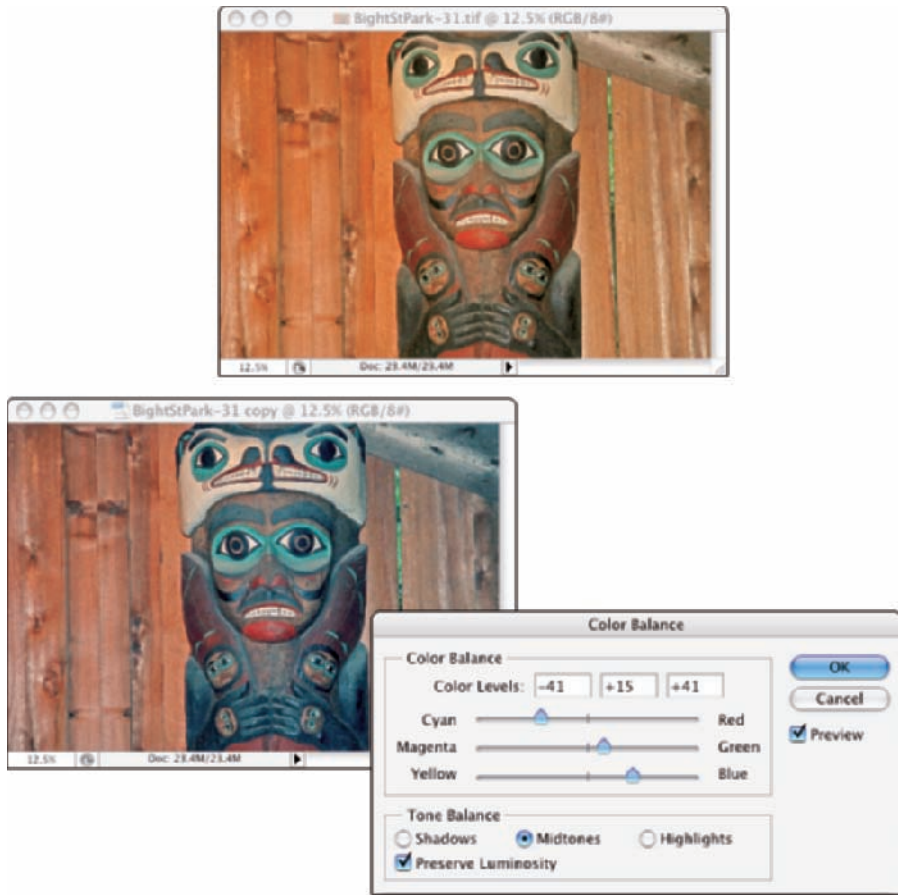 BightStPark-31.tif @ 12.5% (RGB/8#)
12.5%
Doc: 23.4M/23.4M
BightStPark-31 copy @ 12.5% (RGB/8#)
12.5%
Doc: 23.4M/23.4M
Color Balance
Color Balance
Color Levels: -41 +15 +41
Cyan Red
Magenta Green
Yellow Blue
Tone Balance
Shadows Midtones Highlights
Preserve Luminosity
OK
Cancel
Preview